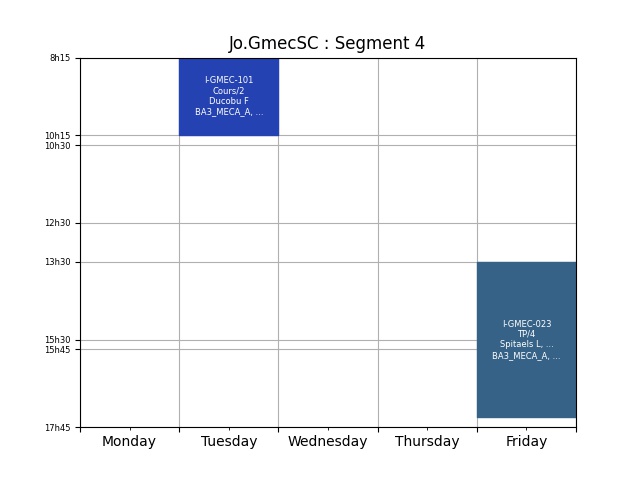 Jo.GmecSC : Segment 4
8h15
10h15
10h30
12h30
13h30
15h30
15h45
17h45
I-GMEC-101
Cours/2
Ducobu F
BA3_MECA_A, ...
I-GMEC-023
TP/4
Spitaels L, ...
BA3_MECA_A, ...
Monday
Tuesday
Wednesday
Thursday
Friday